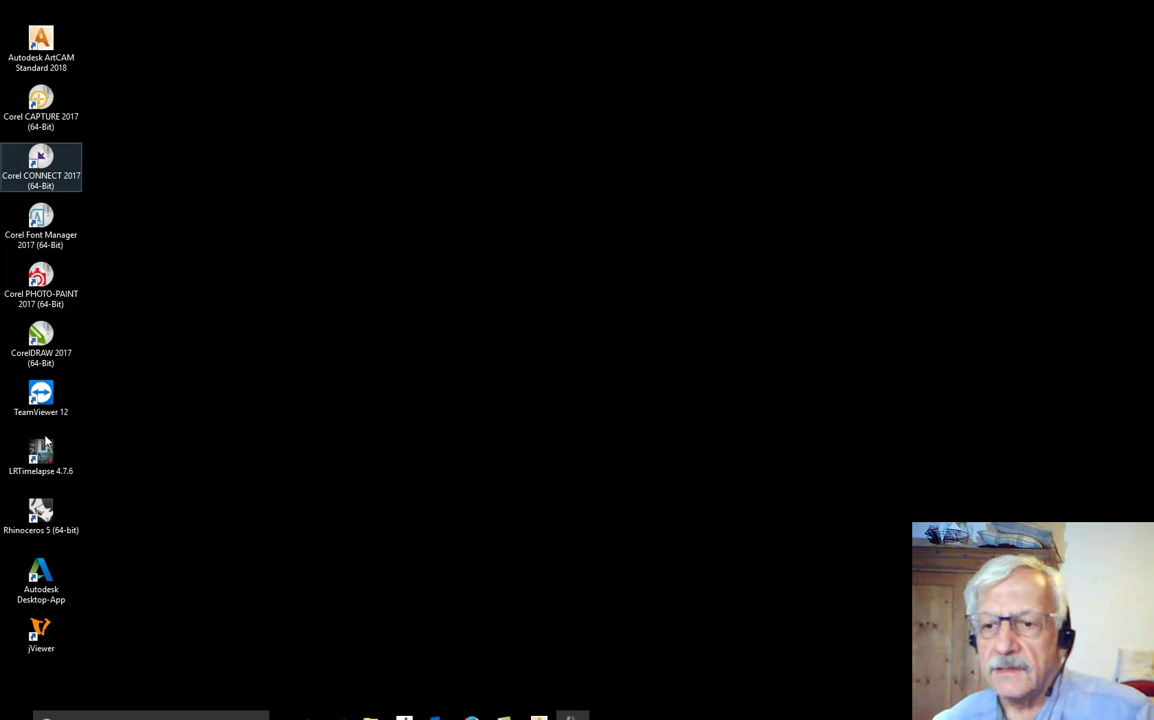 Autodesk ArtCAM
Standard 2018
Corel CAPTURE 2017
(64-Bit)
Corel CONNECT 2017
(64-Bit)
Corel Font Manager
2017 (64-Bit)
Corel PHOTO-PAINT
2017 (64-Bit)
CorelDRAW 2017
(64-Bit)
TeamViewer 12
LRTimelapse 4.7.6
Rhinoceros 5 (64-bit)
Autodesk
Desktop-App
jViewer